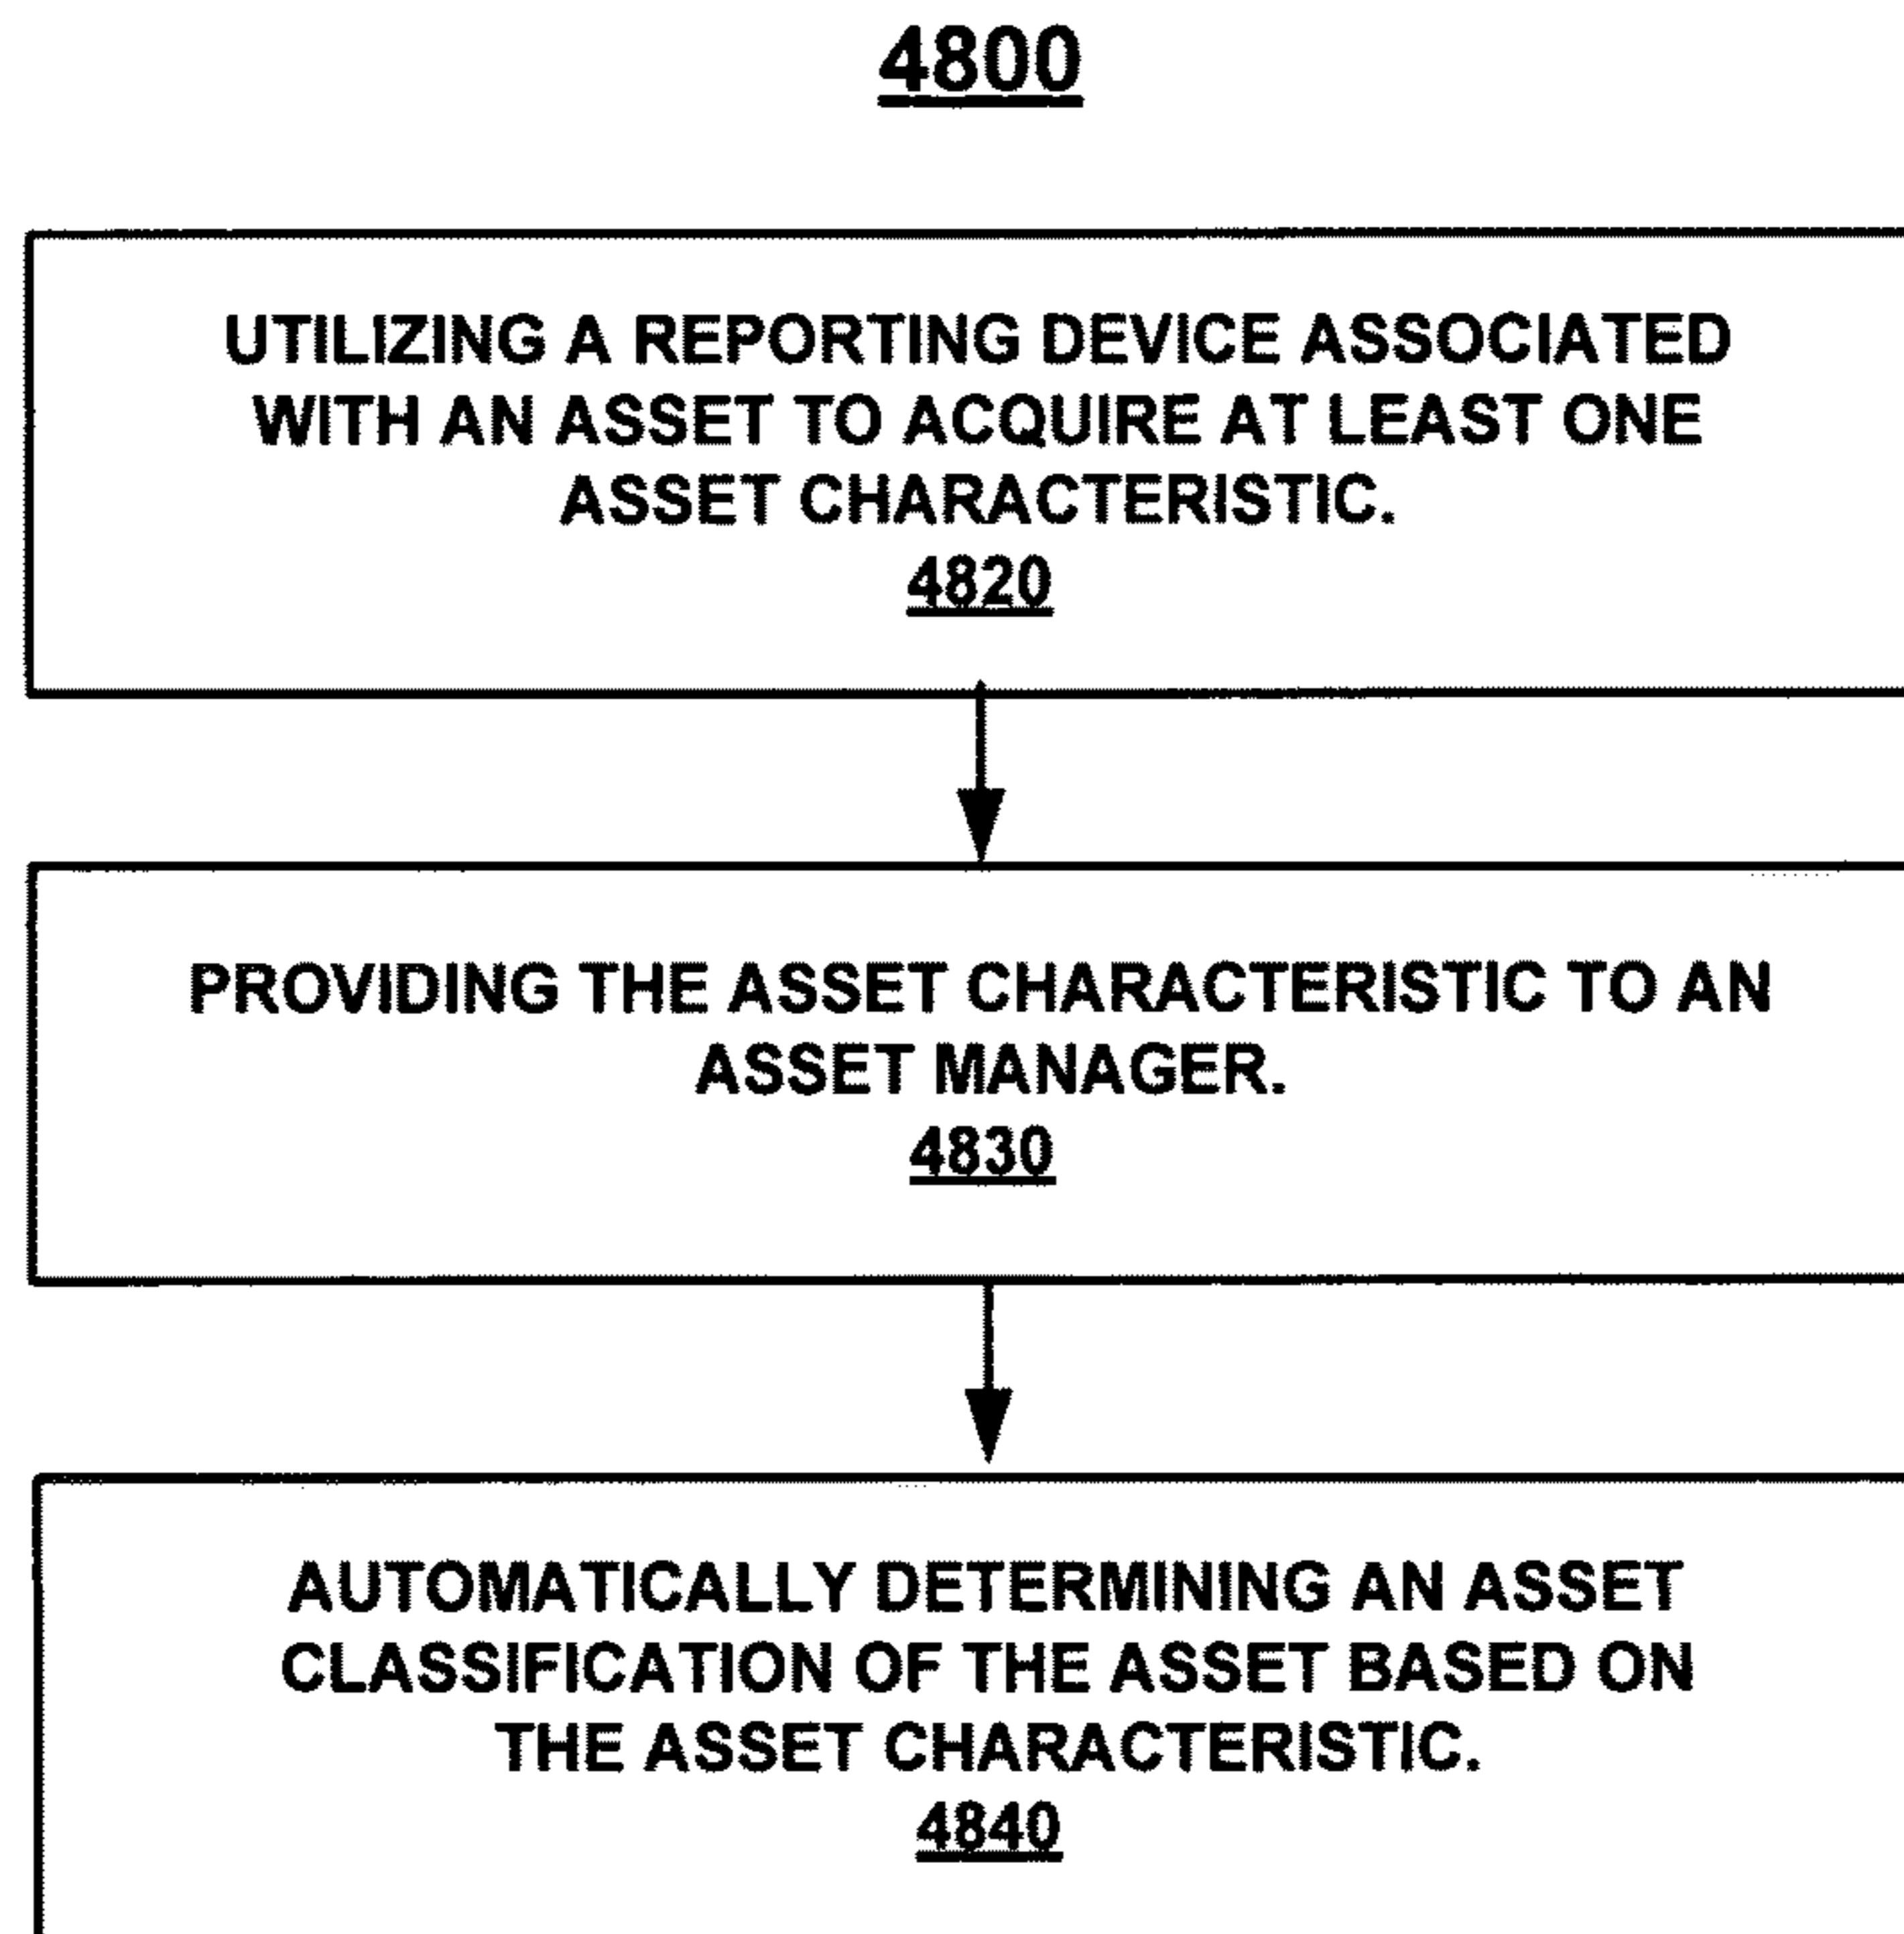 4800
UTILIZING A REPORTING DEVICE ASSOCIATED
WITH AN ASSET TO ACQUIRE AT LEAST ONE
ASSET CHARACTERISTIC.
4820
PROVIDING THE ASSET CHARACTERISTIC TO AN
ASSET MANAGER.
4830
AUTOMATICALLY DETERMINING AN ASSET
CLASSIFICATION OF THE ASSET BASED ON
THE ASSET CHARACTERISTIC.
4840